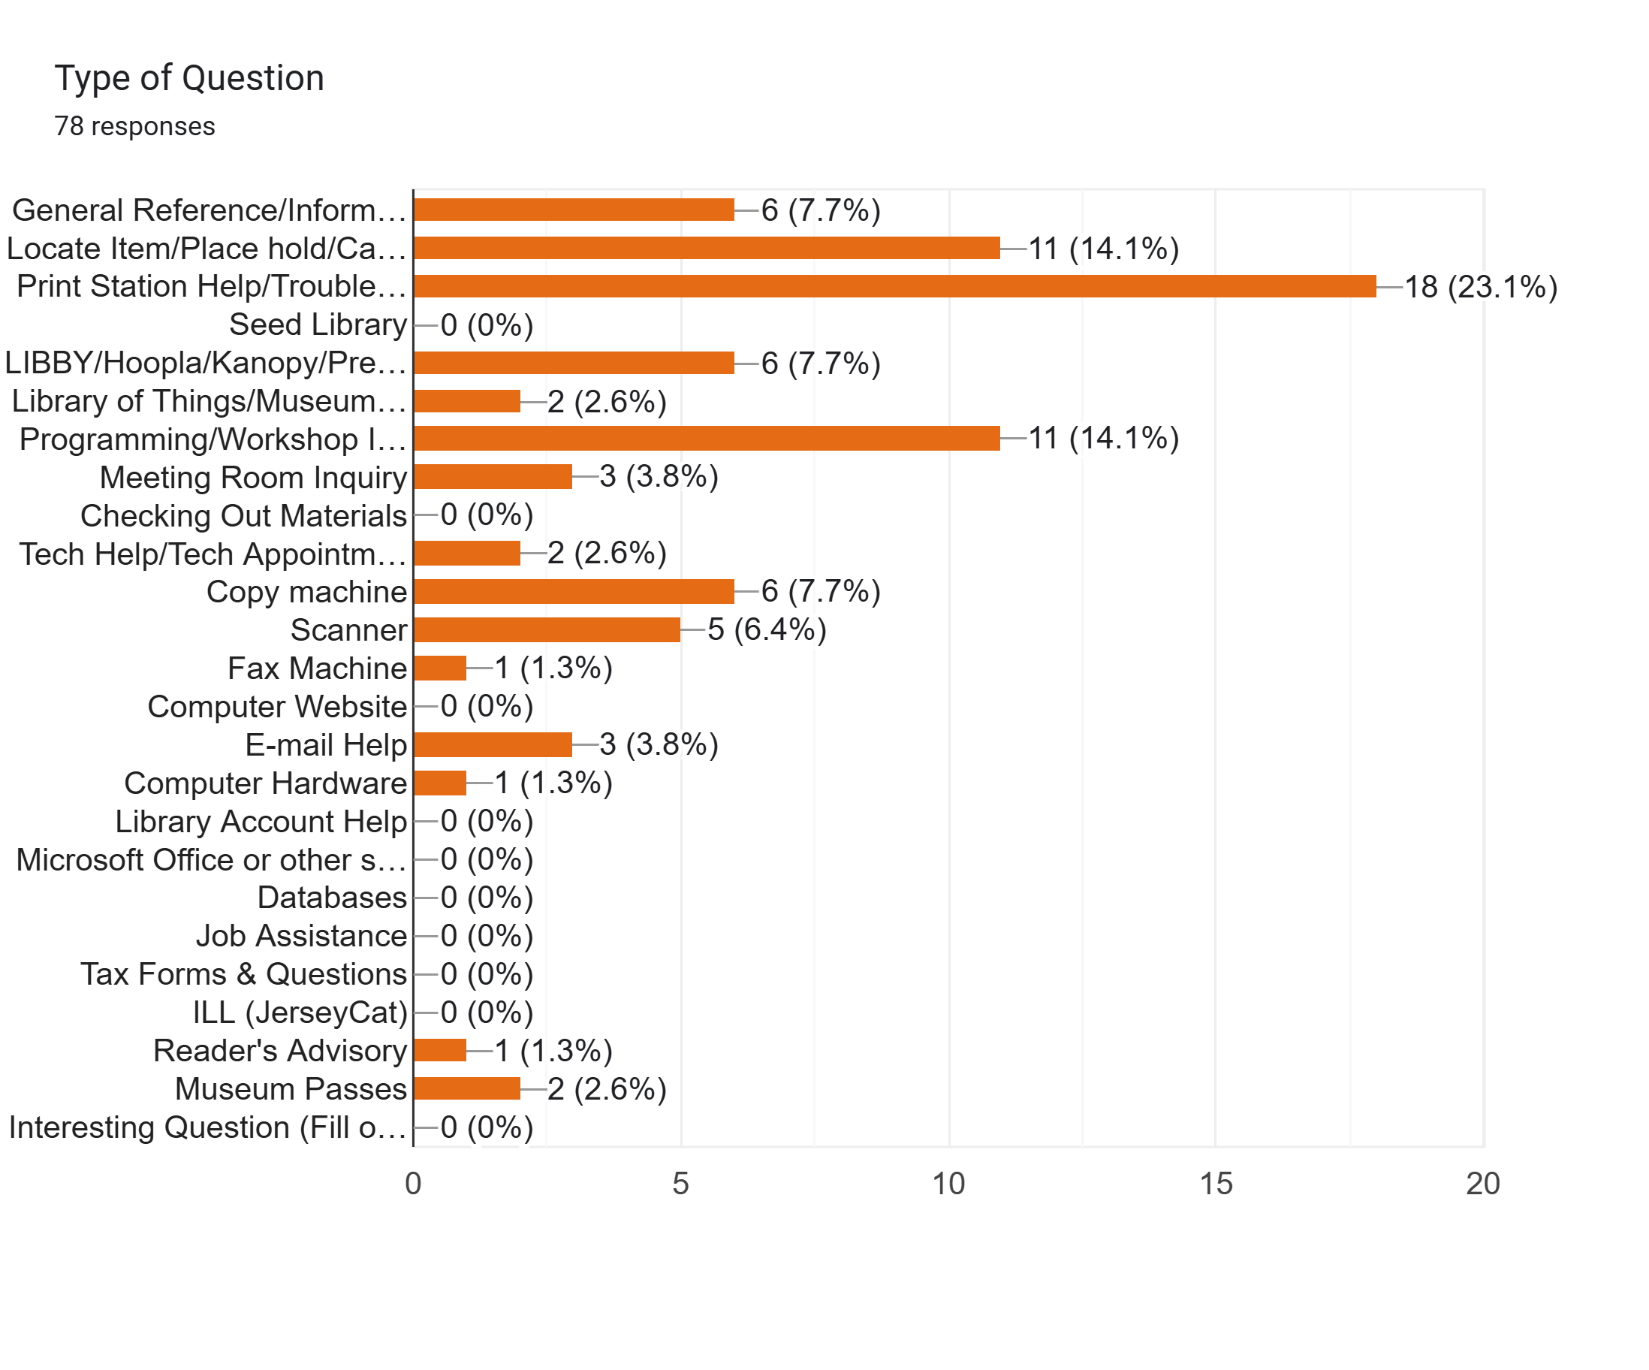 Type of Question
78 responses
General Reference/Inform… 6 (7.7%)
Locate Item/Place hold/Ca… 11 (14.1%)
Print Station Help/Trouble… 18 (23.1%)
Seed Library 0 (0%)
LIBBY/Hoopla/Kanopy/Pre… 6 (7.7%)
Library of Things/Museum… 2 (2.6%)
Programming/Workshop I… 11 (14.1%)
Meeting Room Inquiry 3 (3.8%)
Checking Out Materials 0 (0%)
Tech Help/Tech Appointm… 2 (2.6%)
Copy machine 6 (7.7%)
Scanner 5 (6.4%)
Fax Machine 1 (1.3%)
Computer Website 0 (0%)
E-mail Help 3 (3.8%)
Computer Hardware 1 (1.3%)
Library Account Help 0 (0%)
Microsoft Office or other s… 0 (0%)
Databases 0 (0%)
Job Assistance 0 (0%)
Tax Forms & Questions 0 (0%)
ILL (JerseyCat) 0 (0%)
Reader's Advisory 1 (1.3%)
Museum Passes 2 (2.6%)
Interesting Question (Fill o… 0 (0%)
0 5 10 15 20